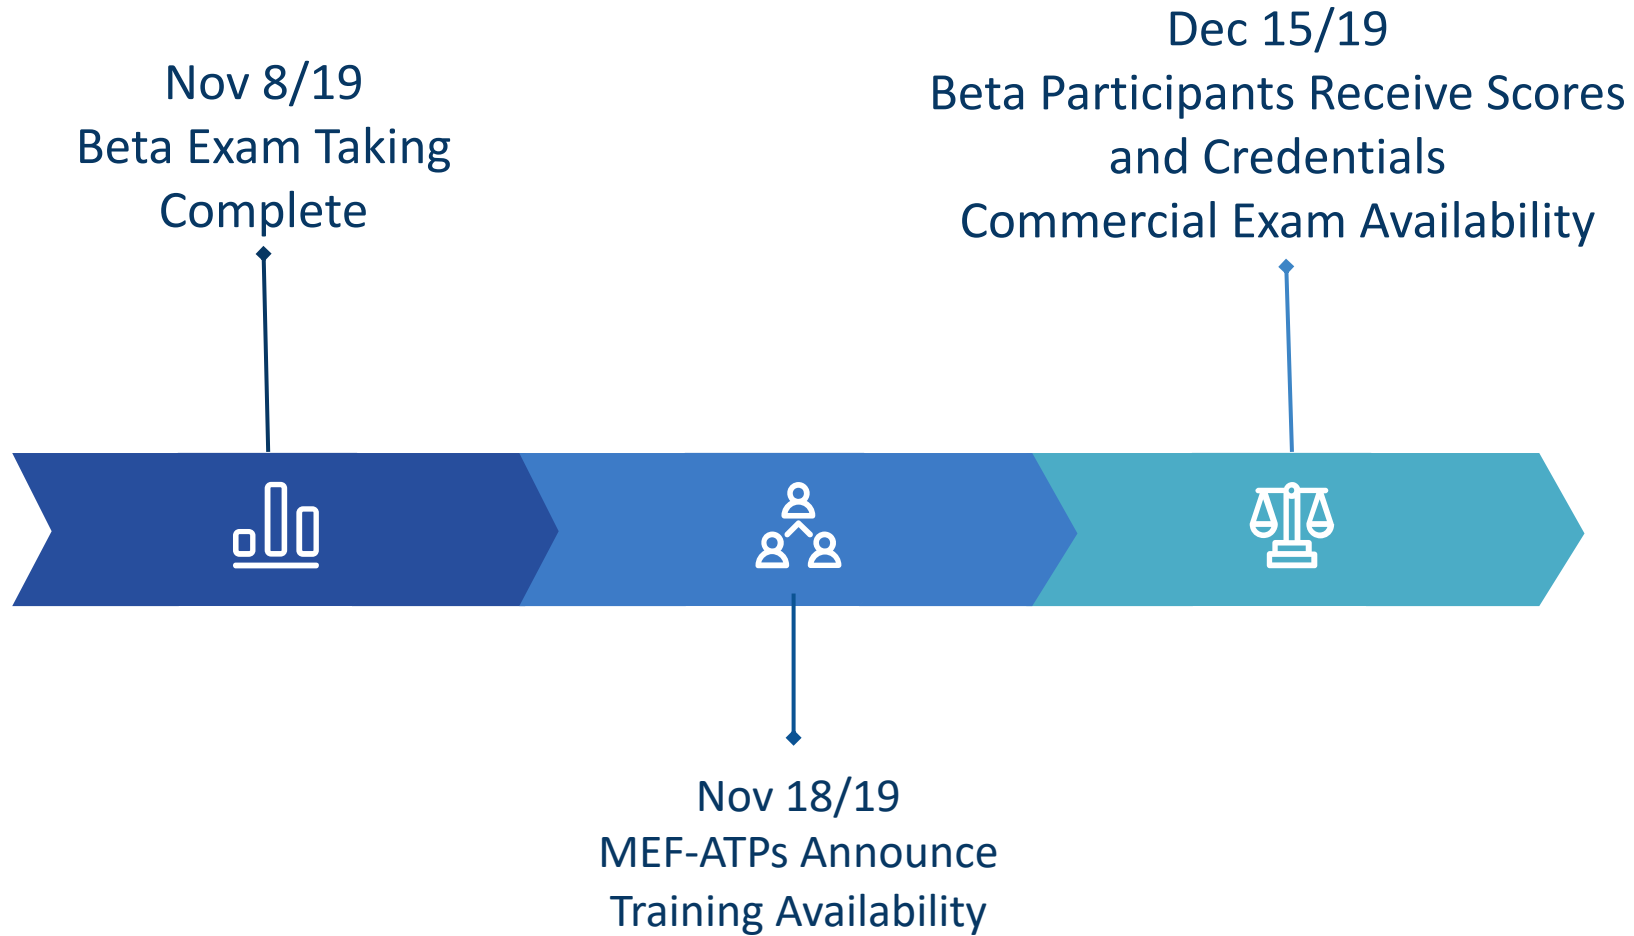 Nov 8/19
Beta Exam Taking
Complete
Nov 18/19
MEF-ATPs Announce
Training Availability
Dec 15/19
Beta Participants Receive Scores
and Credentials
Commercial Exam Availability